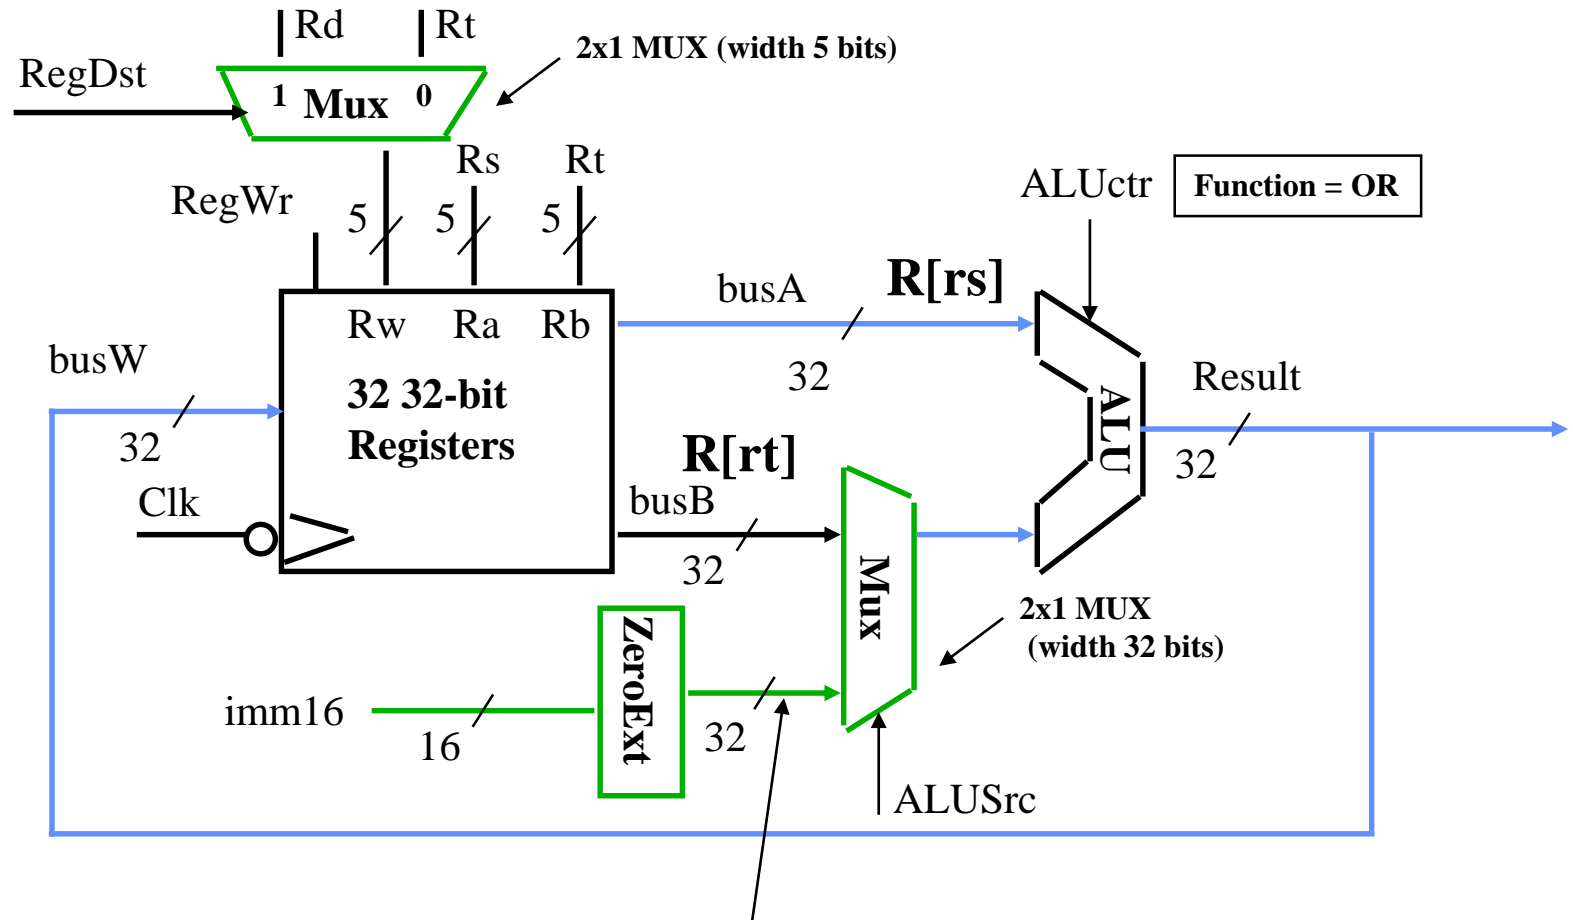 Rd
Rt
2x1 MUX (width 5 bits)
RegDst
1 Mux 0
Rs
Rt
RegWr
5
5
5
ALUctr
Function = OR
busA
R[rs]
Rw Ra Rb
busW
32
32 32-bit
Registers
Result
ALU
32
32
R[rt]
Clk
busB
32
Mux
2x1 MUX
(width 32 bits)
ZeroExt
imm16
16
32
ALUSrc